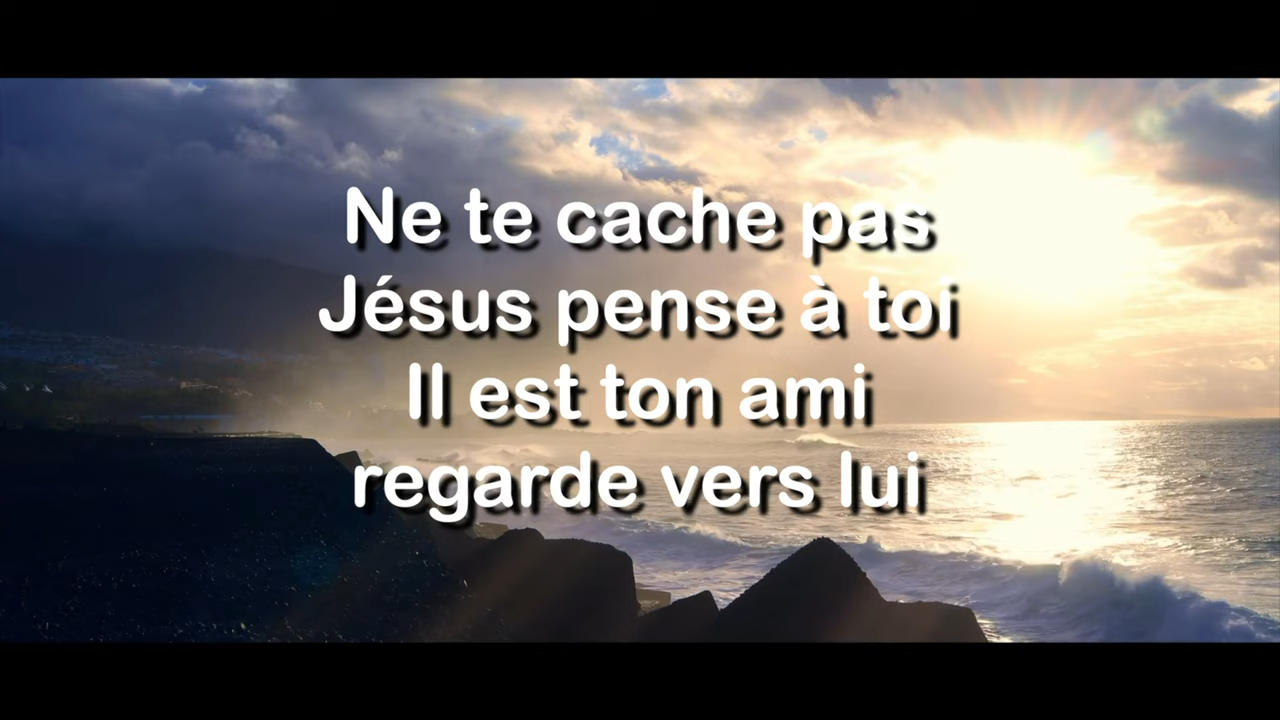 Ne te cache pas
Jésus pense à toi
Il est ton ami
regarde vers lui